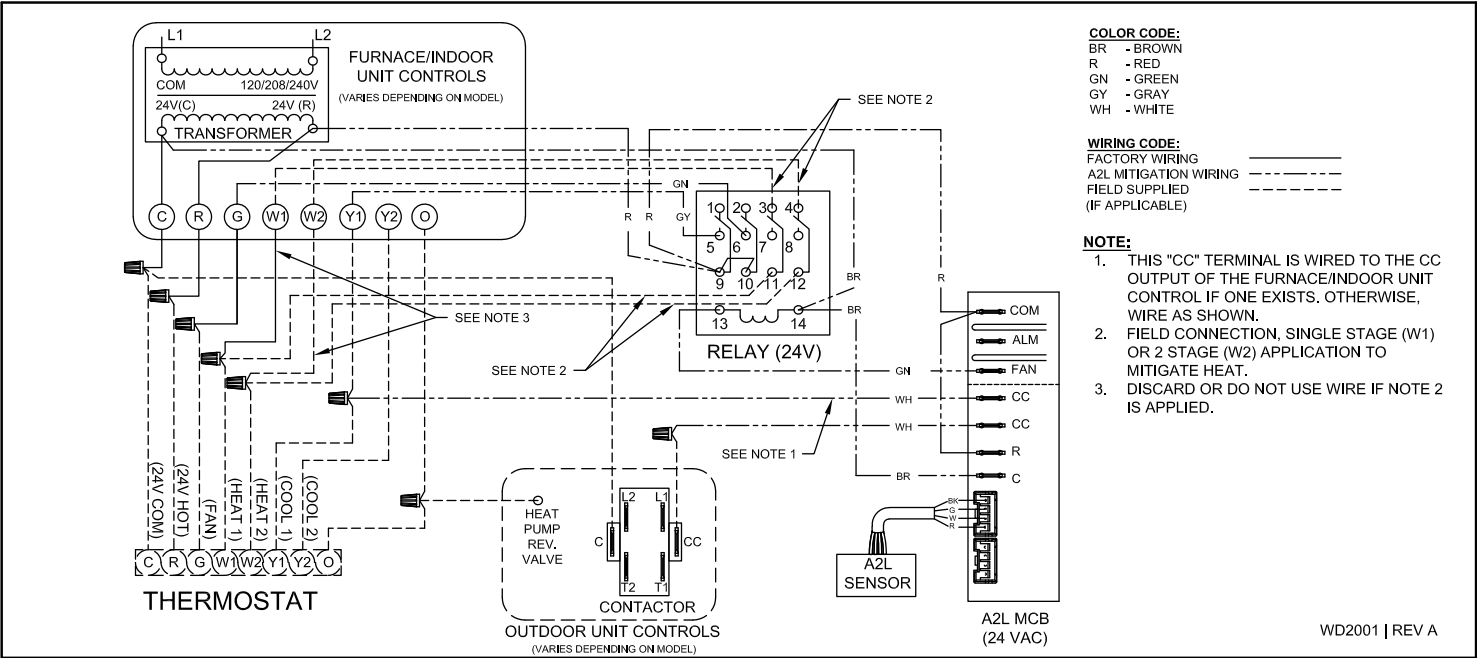 L1
L2
COM
120/208/240V
24V(C)
24V (R)
TRANSFORMER
FURNACE/INDOOR
UNIT CONTROLS
(VARIES DEPENDING ON MODEL)
C
R
G
W1
W2
Y1
Y2
O
SEE NOTE 2
GN
R
R
GY
1
2
3
4
5
6
7
8
9
10
11
12
13
14
RELAY (24V)
BR
BR
R
SEE NOTE 3
SEE NOTE 2
GN
WH
WH
SEE NOTE 1
BR
COM
ALM
FAN
CC
CC
R
C
BK
G
W
R
A2L
SENSOR
A2L MCB
(24 VAC)
(24V COM)
(24V HOT)
(FAN)
(HEAT 1)
(HEAT 2)
(COOL 1)
(COOL 2)
C
R
G
W1
W2
Y1
Y2
O
THERMOSTAT
HEAT
PUMP
REV.
VALVE
L2
L1
C
CC
T2
T1
CONTACTOR
OUTDOOR UNIT CONTROLS
(VARIES DEPENDING ON MODEL)
COLOR CODE:
BR - BROWN
R - RED
GN - GREEN
GY - GRAY
WH - WHITE
WIRING CODE:
FACTORY WIRING
A2L MITIGATION WIRING
FIELD SUPPLIED
(IF APPLICABLE)
NOTE:
1. THIS "CC" TERMINAL IS WIRED TO THE CC
OUTPUT OF THE FURNACE/INDOOR UNIT
CONTROL IF ONE EXISTS. OTHERWISE,
WIRE AS SHOWN.
2. FIELD CONNECTION, SINGLE STAGE (W1)
OR 2 STAGE (W2) APPLICATION TO
MITIGATE HEAT.
3. DISCARD OR DO NOT USE WIRE IF NOTE 2
IS APPLIED.
WD2001 | REV A